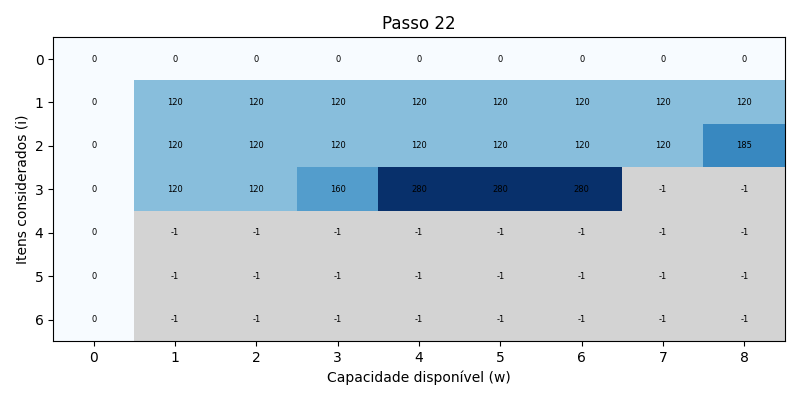 Passo 22
Itens considerados (i)
0 0 0 0 0 0 0 0 0 0
1 0 120 120 120 120 120 120 120 120
2 0 120 120 120 120 120 120 120 185
3 0 120 120 160 280 280 280 -1 -1
4 0 -1 -1 -1 -1 -1 -1 -1 -1
5 0 -1 -1 -1 -1 -1 -1 -1 -1
6 0 -1 -1 -1 -1 -1 -1 -1 -1
0 1 2 3 4 5 6 7 8
Capacidade disponível (w)